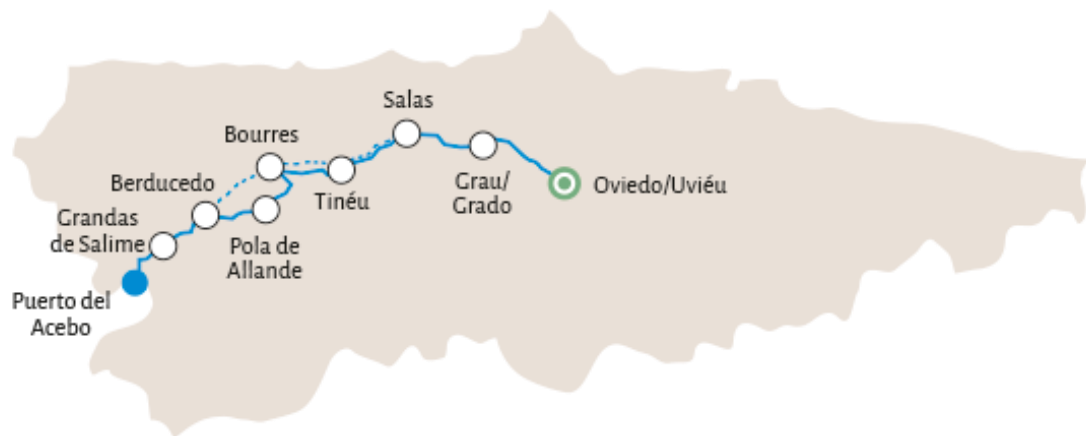 Salas
Bourres
Berducedo
Tinéu
Grau/
Grado
Oviedo/Uviéu
Grandas
de Salime
Pola de
Allande
Puerto del
Acebo